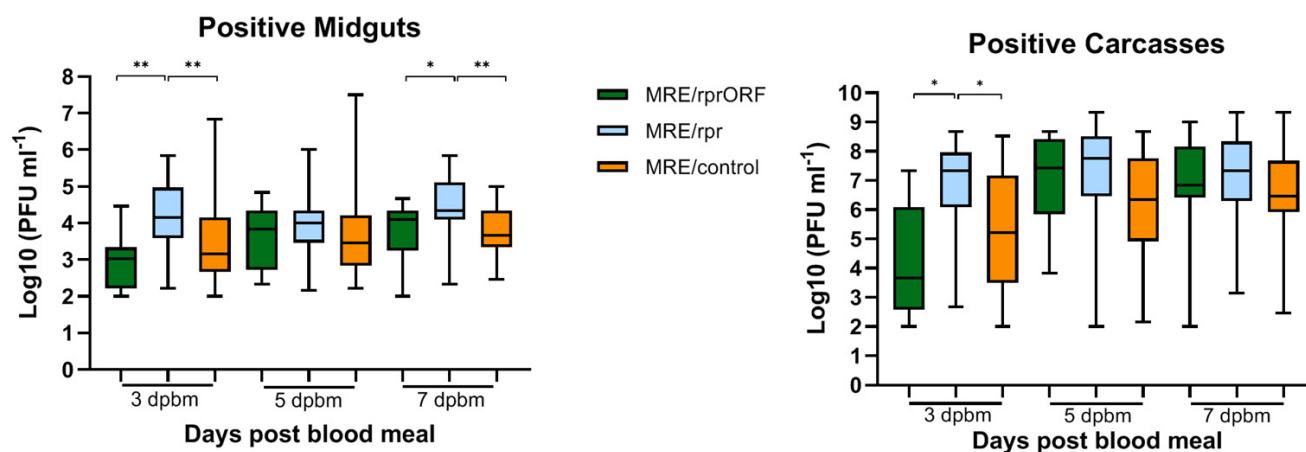 Positive Midguts
** ** * **
8
7
6
5
4
3
2
1
0
Log10 (PFU ml-1)
3 dpbm 5 dpbm 7 dpbm
Days post blood meal
MRE/rprORF
MRE/rpr
MRE/control
Positive Carcasses
* *
10
9
8
7
6
5
4
3
2
1
0
Log10 (PFU ml-1)
3 dpbm 5 dpbm 7 dpbm
Days post blood meal